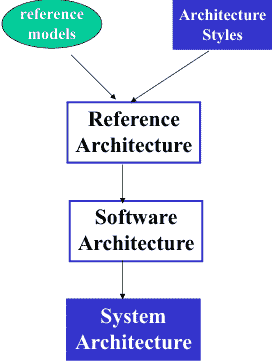 reference
models
Architecture
Styles
Reference
Architecture
Software
Architecture
System
Architecture